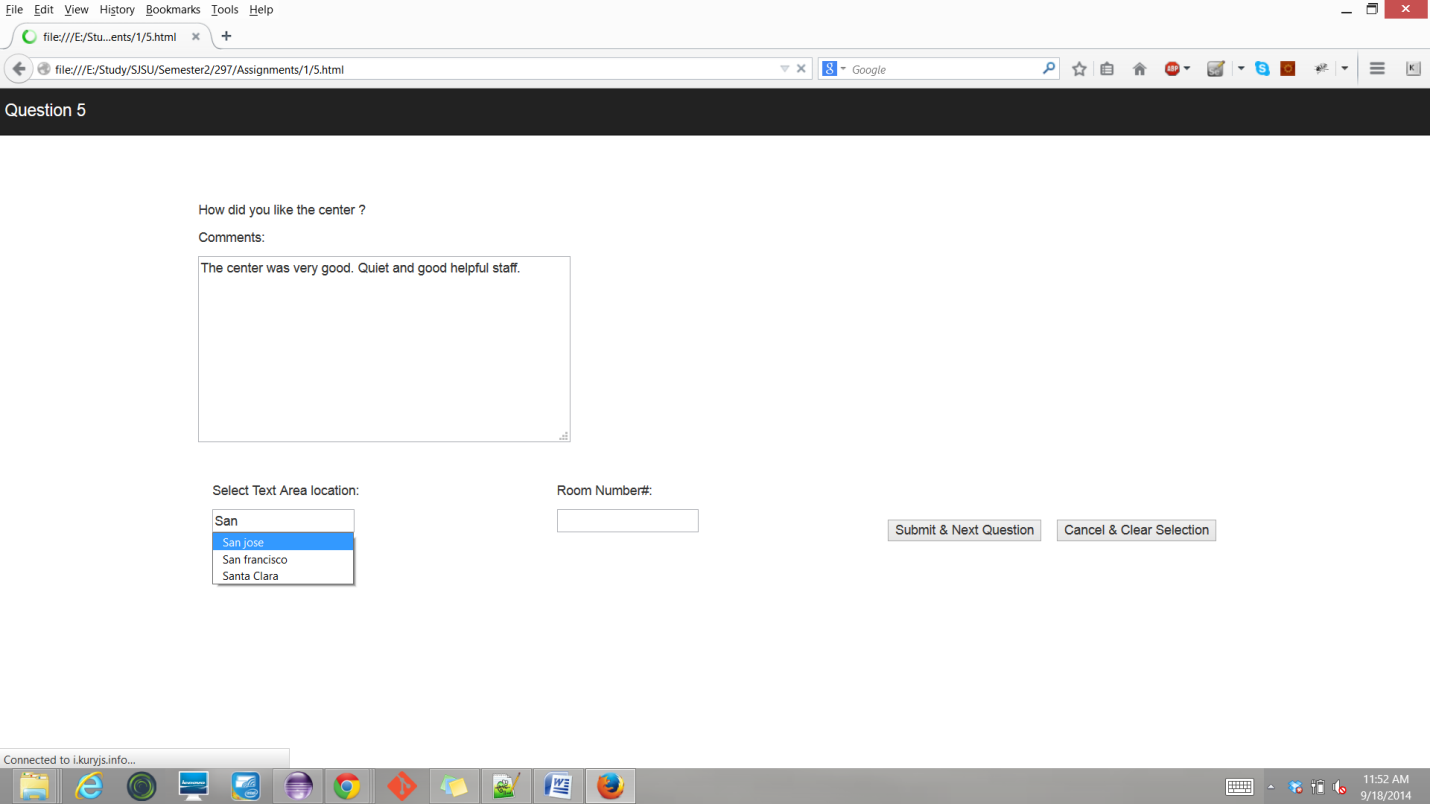 File Edit View History Bookmarks Tools Help
file:///E:/Stu...ents/1/5.html
file:///E:/Study/SJSU/Semester2/297/Assignments/1/5.html
Google
Question 5
How did you like the center ?
Comments:
The center was very good. Quiet and good helpful staff.
Select Text Area location: Room Number#:
San
Submit & Next Question Cancel & Clear Selection
San jose
San francisco
Santa Clara
Connected to i.kuryjs.info...
11:52 AM
9/18/2014